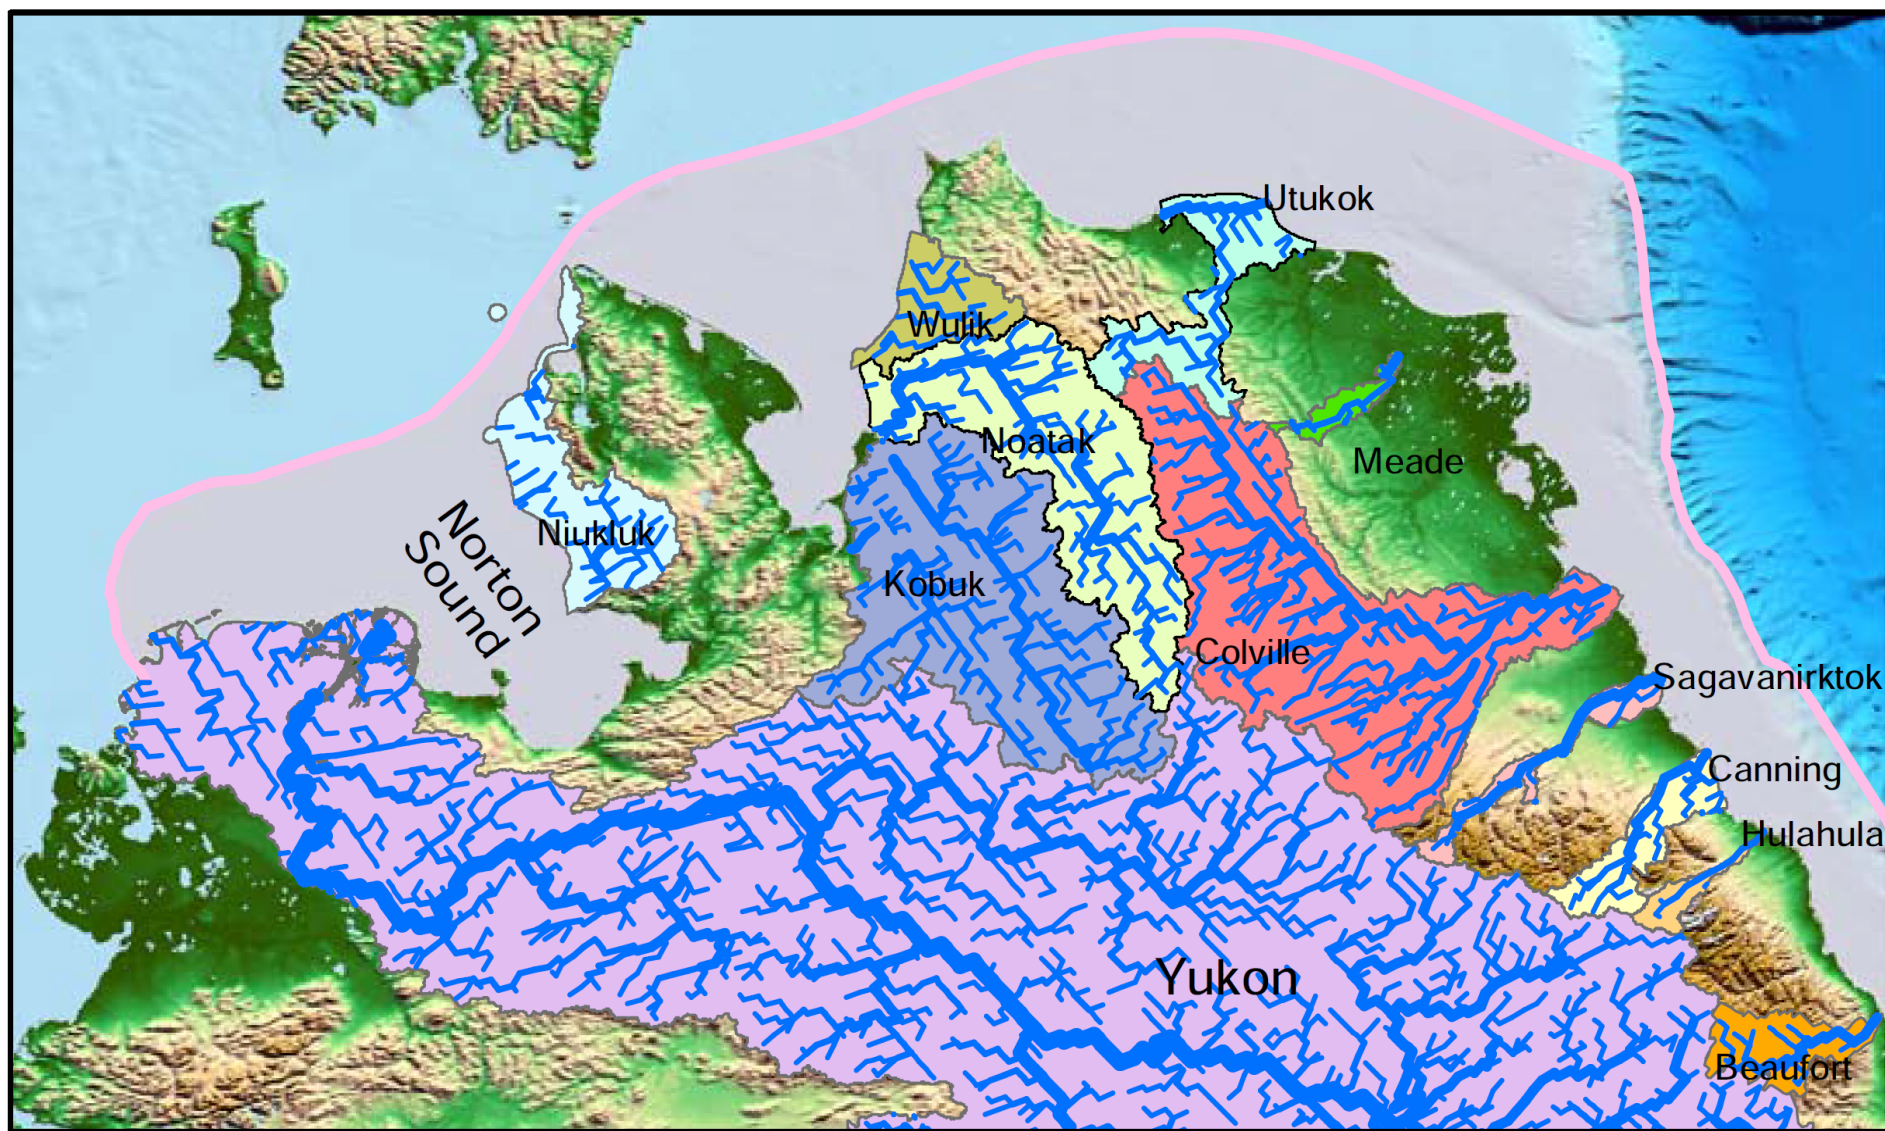 Utukok
Wulik
Noatak
Meade
Norton
Sound
Niukluk
Kobuk
Colville
Sagavanirktok
Canning
Hulahula
Yukon
Beaufort